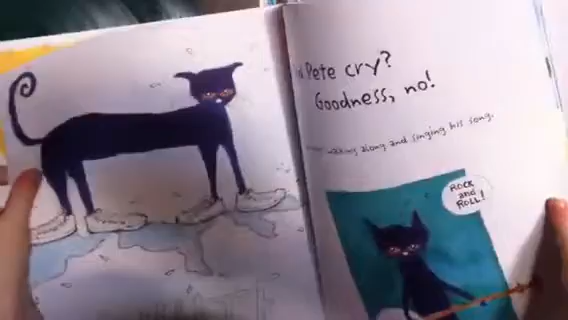 Pete cry?
Goodness, no!
walking along and singing his song.
ROCK
and
ROLL!